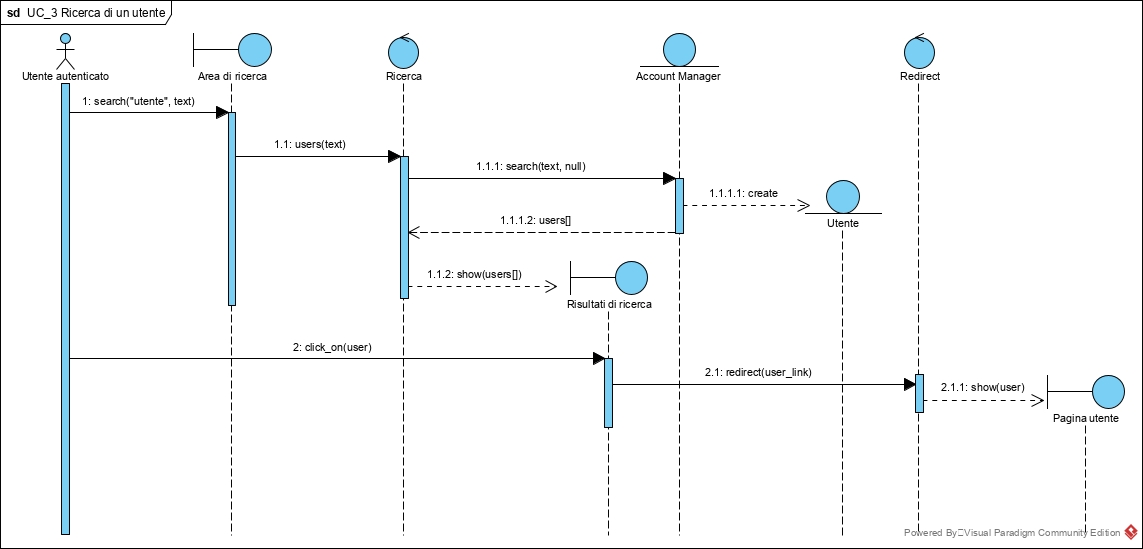 sd UC_3 Ricerca di un utente
Utente autenticato
Area di ricerca
Ricerca
Account Manager
Redirect
1: search("utente", text)
1.1: users(text)
1.1.1: search(text, null)
1.1.1.1: create
Utente
1.1.1.2: users[]
1.1.2: show(users[])
Risultati di ricerca
2: click_on(user)
2.1: redirect(user_link)
2.1.1: show(user)
Pagina utente
Powered By Visual Paradigm Community Edition